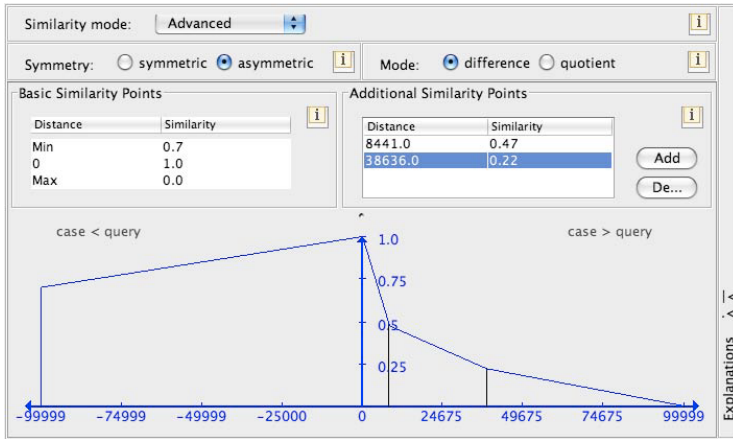 Similarity mode: Advanced i
Symmetry: symmetric asymmetric i Mode: difference quotient i
Basic Similarity Points
Distance Similarity i
Min 0.7
0 1.0
Max 0.0
Additional Similarity Points
Distance Similarity i
8441.0 0.47
38636.0 0.22
Add
De...
case < query
case > query
1.0
0.75
0.5
0.25
-99999 -74999 -49999 -25000 0 24675 49675 74675 99999
Explanations